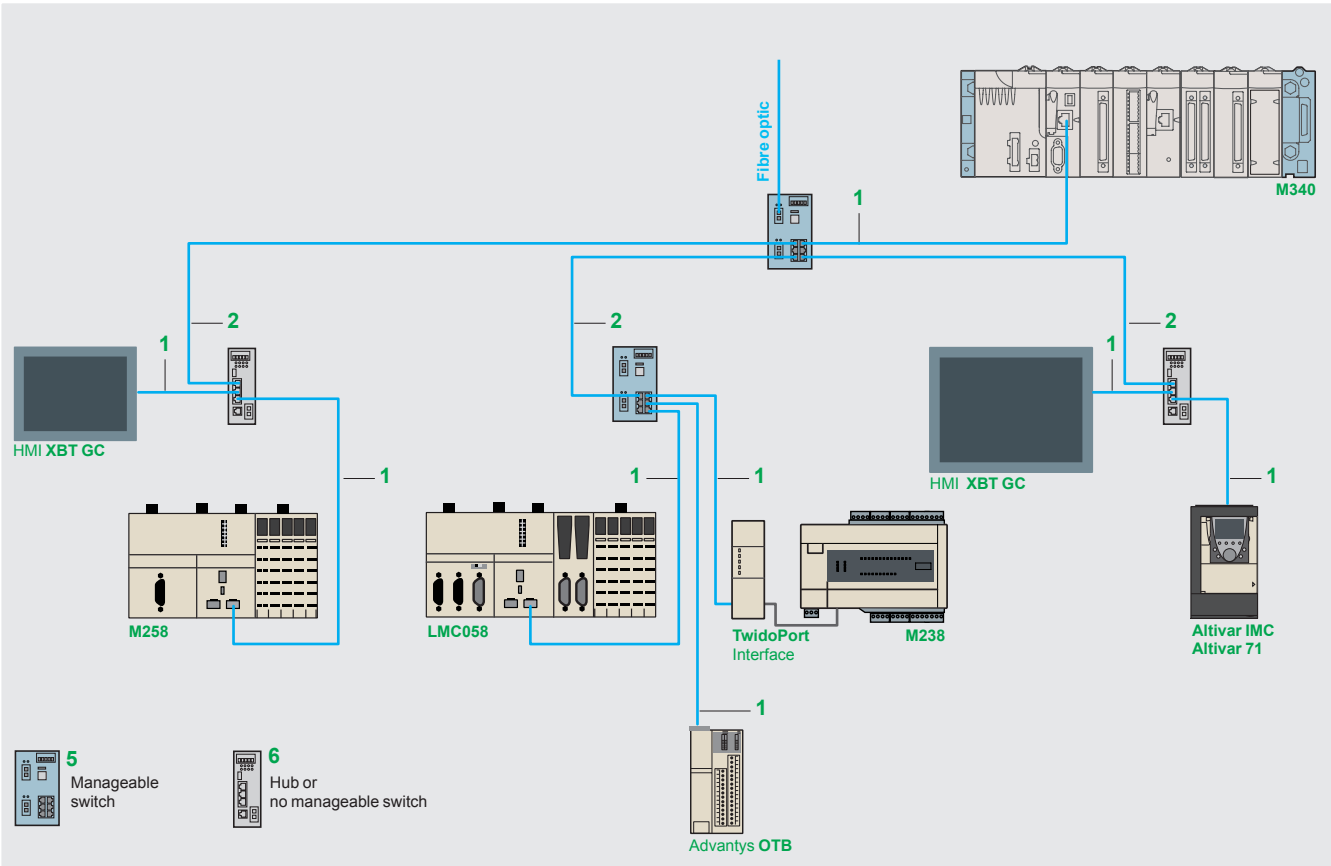 Fibre optic
M340
1
2
2
2
1
1
HMI XBT GC
HMI XBT GC
1
1
1
1
M258
LMC058
TwidoPort
Interface
M238
Altivar IMC
Altivar 71
1
5
Manageable
switch
6
Hub or
no manageable switch
Advantys OTB